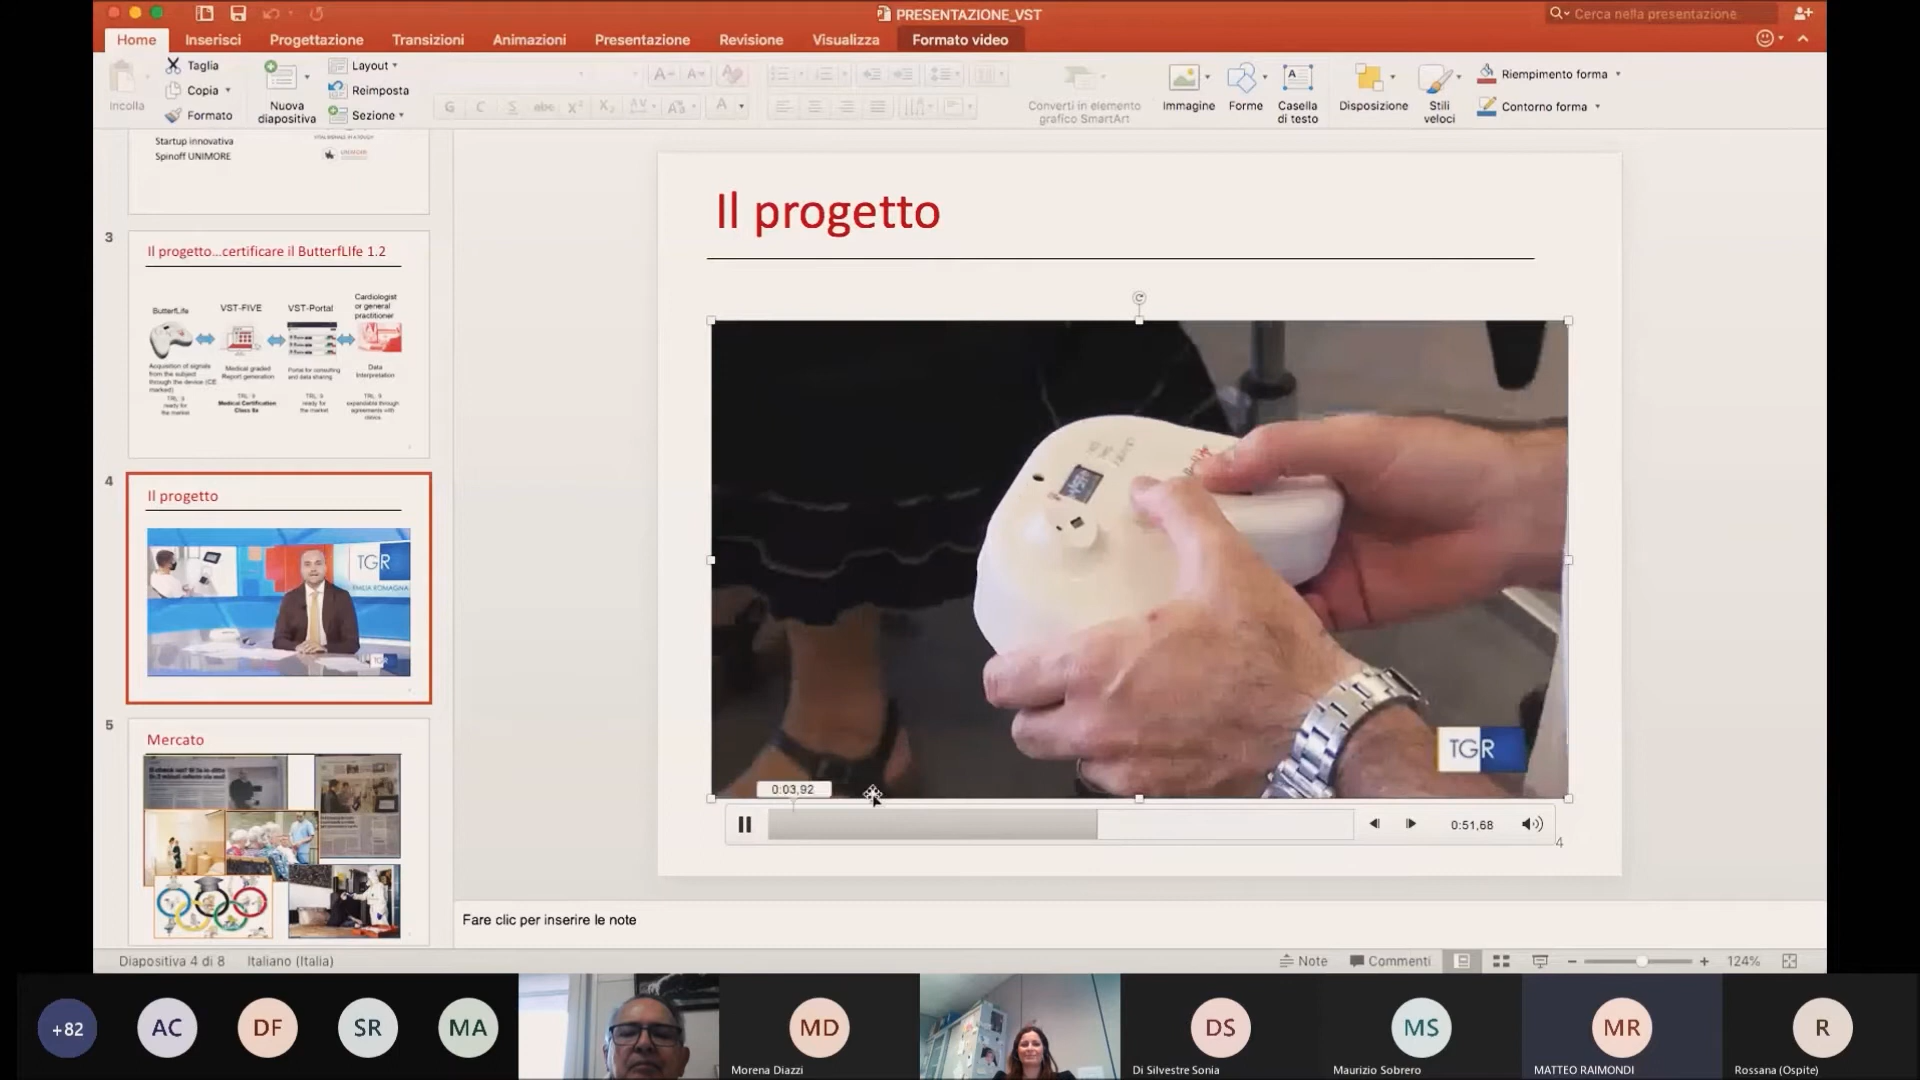 PRESENTAZIONE_VST
Cerca nella presentazione
Home
Inserisci
Progettazione
Transizioni
Animazioni
Presentazione
Revisione
Visualizza
Formato video
Incolla
Taglia
Copia
Formato
Nuova
diapositiva
Layout
Reimposta
Sezione
Converti in elemento
grafico SmartArt
Immagine
Forme
Casella
di testo
Disposizione
Stili
veloci
Riempimento forma
Contorno forma
Startup innovativa
Spinoff UNIMORE
3
Il progetto...certificare il ButterfLIfe 1.2
ButterfLife
VST-FIVE
VST-Portal
Cardiologist
or general
practitioner
Acquisition of signals
from the subject
through the device (CE
marked)
Medical graded
Report generation
Portal for consulting
and data sharing
Data
Interpretation
TRL: 9
ready for
the market
TRL: 9
Medical Certification
Class IIa
TRL: 9
ready for
the market
TRL: 9
expandable through
agreements with
clinics
4
Il progetto
TGR
EMILIA ROMAGNA
TGR
5
Mercato
Il progetto
VST
TGR
0:03,92
0:51,68
4
Fare clic per inserire le note
Diapositiva 4 di 8
Italiano (Italia)
Note
Commenti
124%
+82
AC
DF
SR
MA
MD
Morena Diazzi
DS
Di Silvestre Sonia
MS
Maurizio Sobrero
MR
MATTEO RAIMONDI
R
Rossana (Ospite)